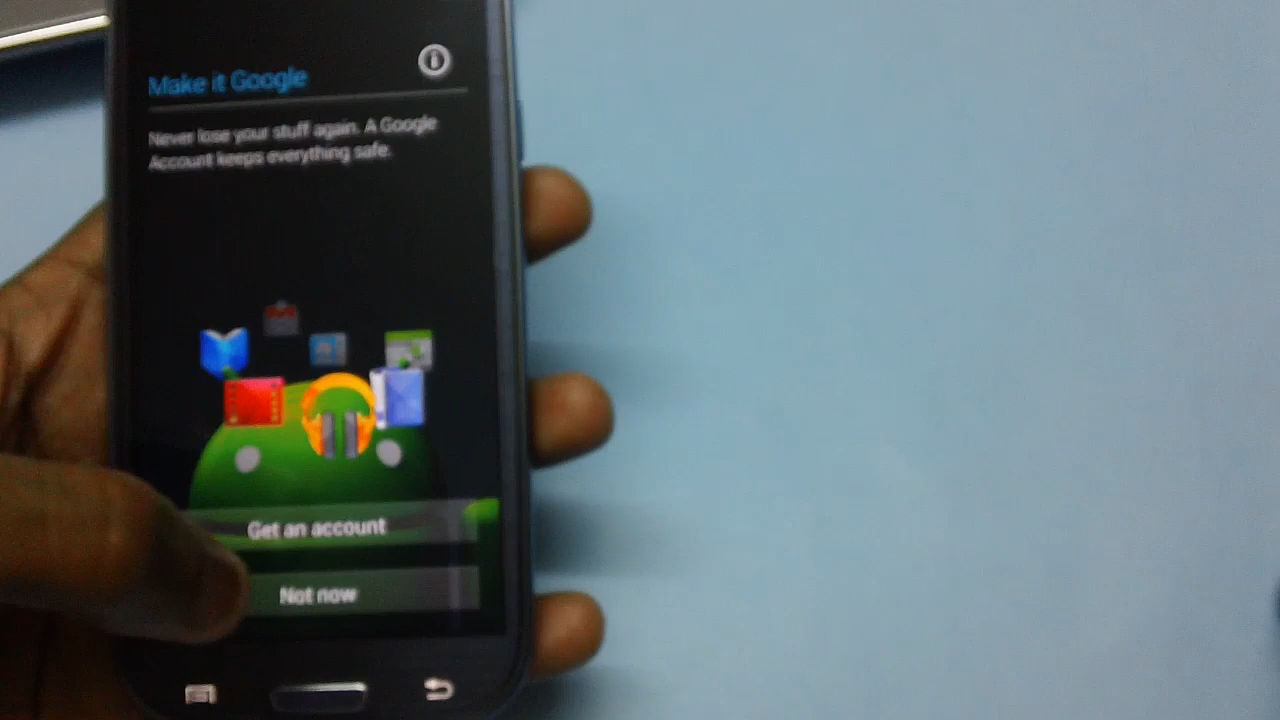 Make it Google
Never lose your stuff again. A Google
Account keeps everything safe.
Get an account
Not now